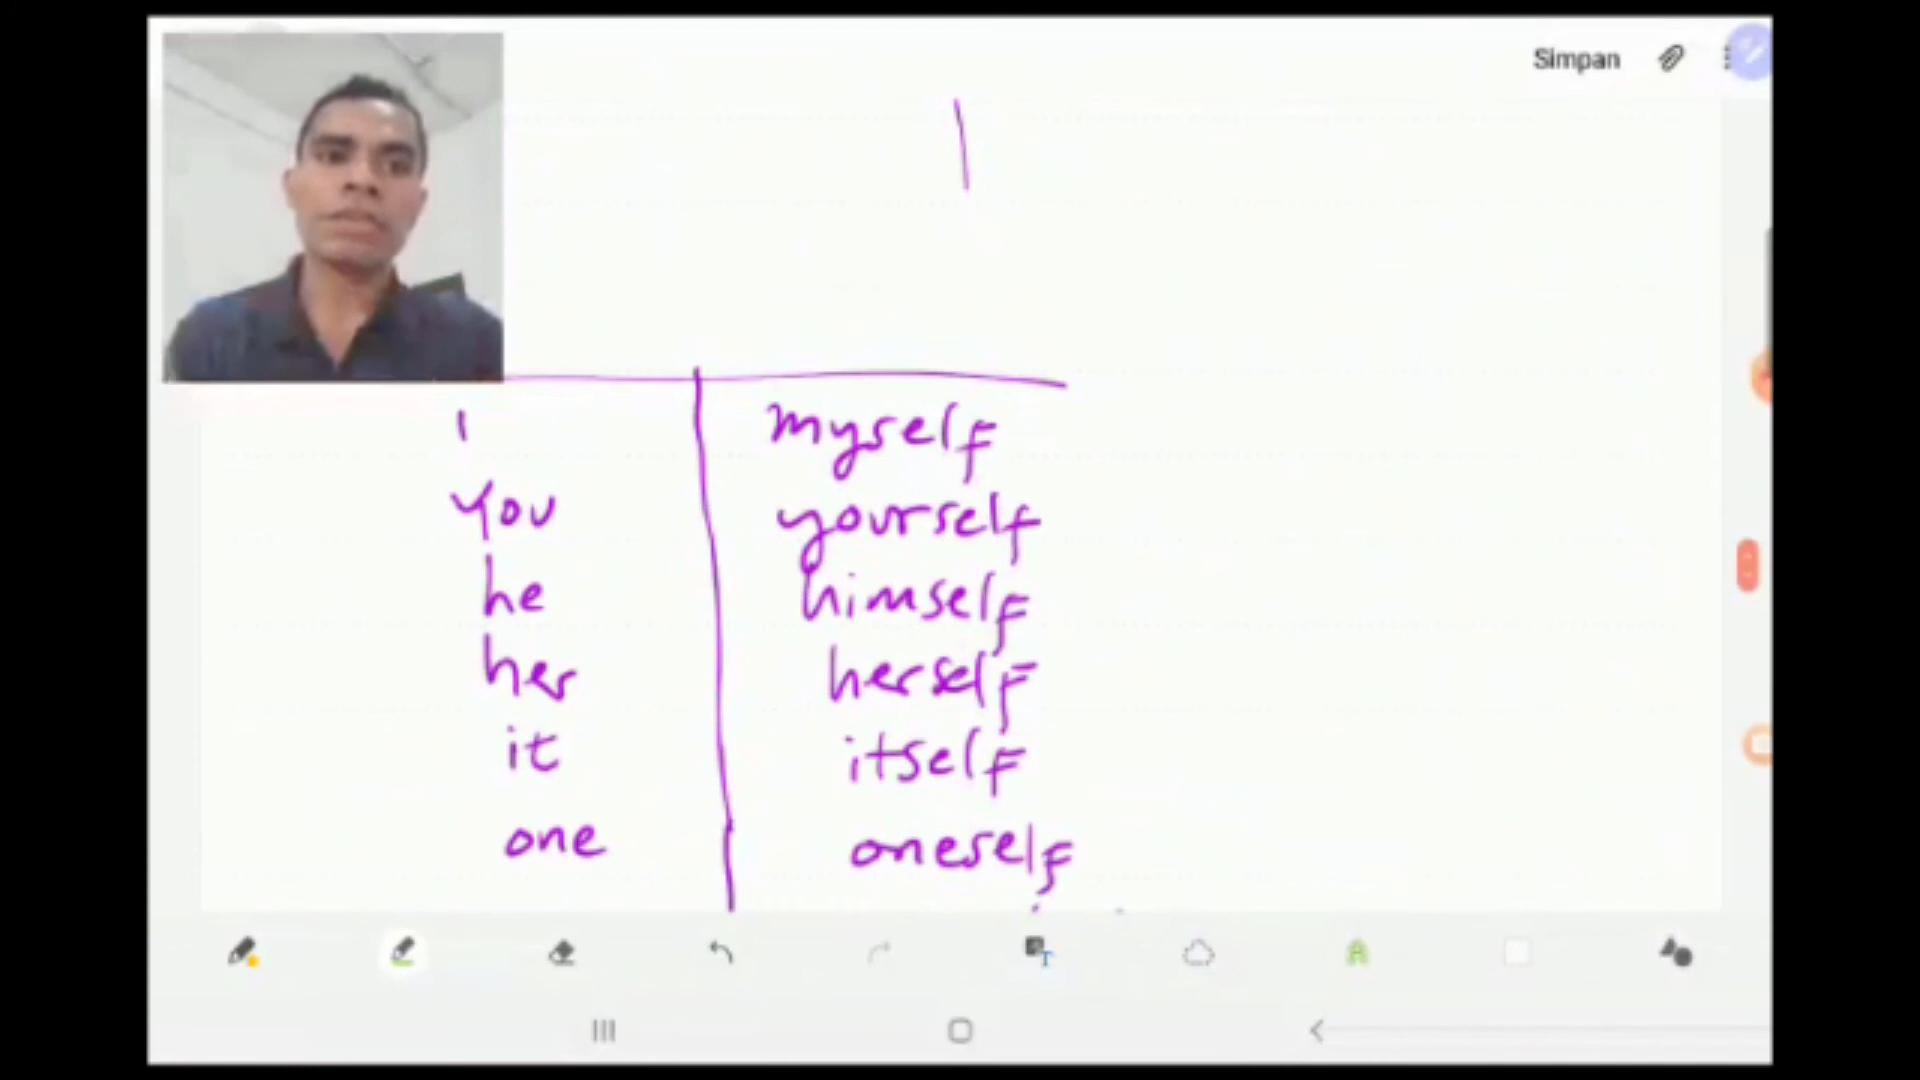 Simpan
I myself
you yourself
he himself
her herself
it itself
one oneself